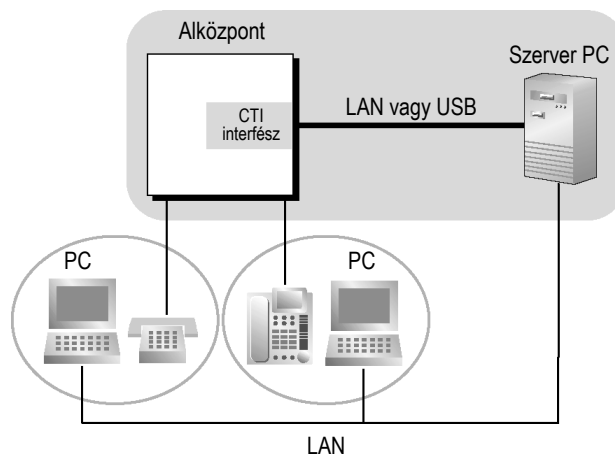 Alközpont
Szerver PC
CTI
interfész
LAN vagy USB
PC
PC
LAN